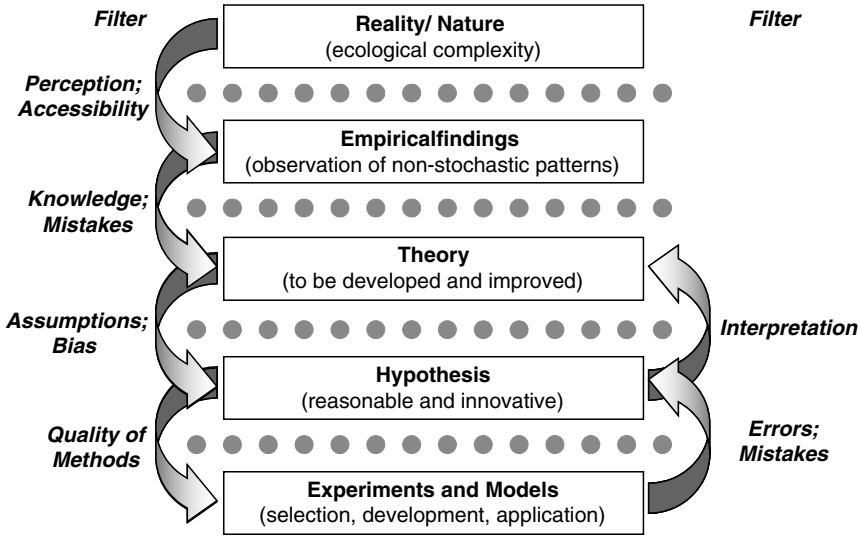 Filter
Reality/ Nature
(ecological complexity)
Filter
Perception;
Accessibility
Empiricalfindings
(observation of non-stochastic patterns)
Knowledge;
Mistakes
Theory
(to be developed and improved)
Assumptions;
Bias
Interpretation
Hypothesis
(reasonable and innovative)
Quality of
Methods
Errors;
Mistakes
Experiments and Models
(selection, development, application)